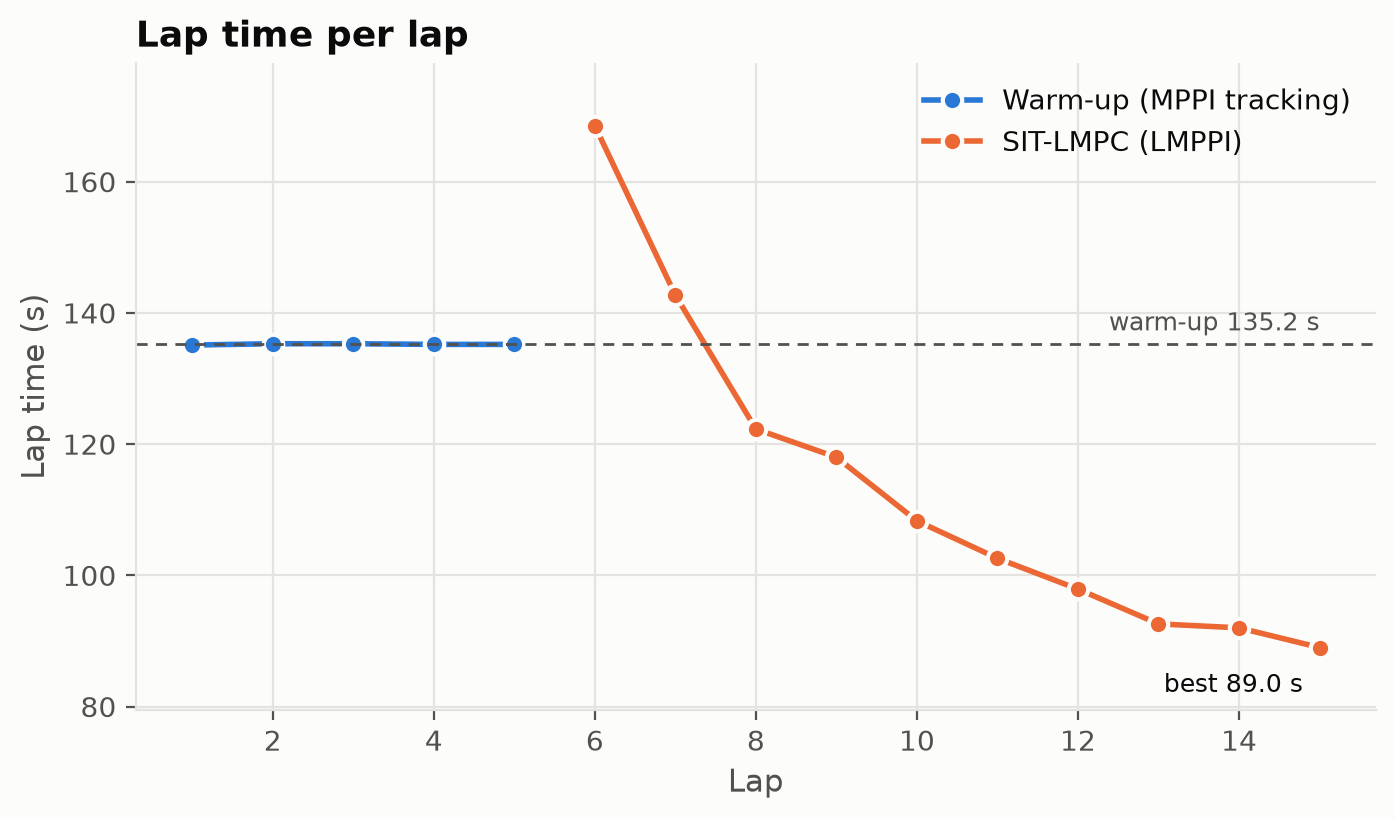 Lap time per lap
Warm-up (MPPI tracking)
SIT-LMPC (LMPPI)
160
140
120
100
80
Lap time (s)
warm-up 135.2 s
best 89.0 s
2 4 6 8 10 12 14
Lap